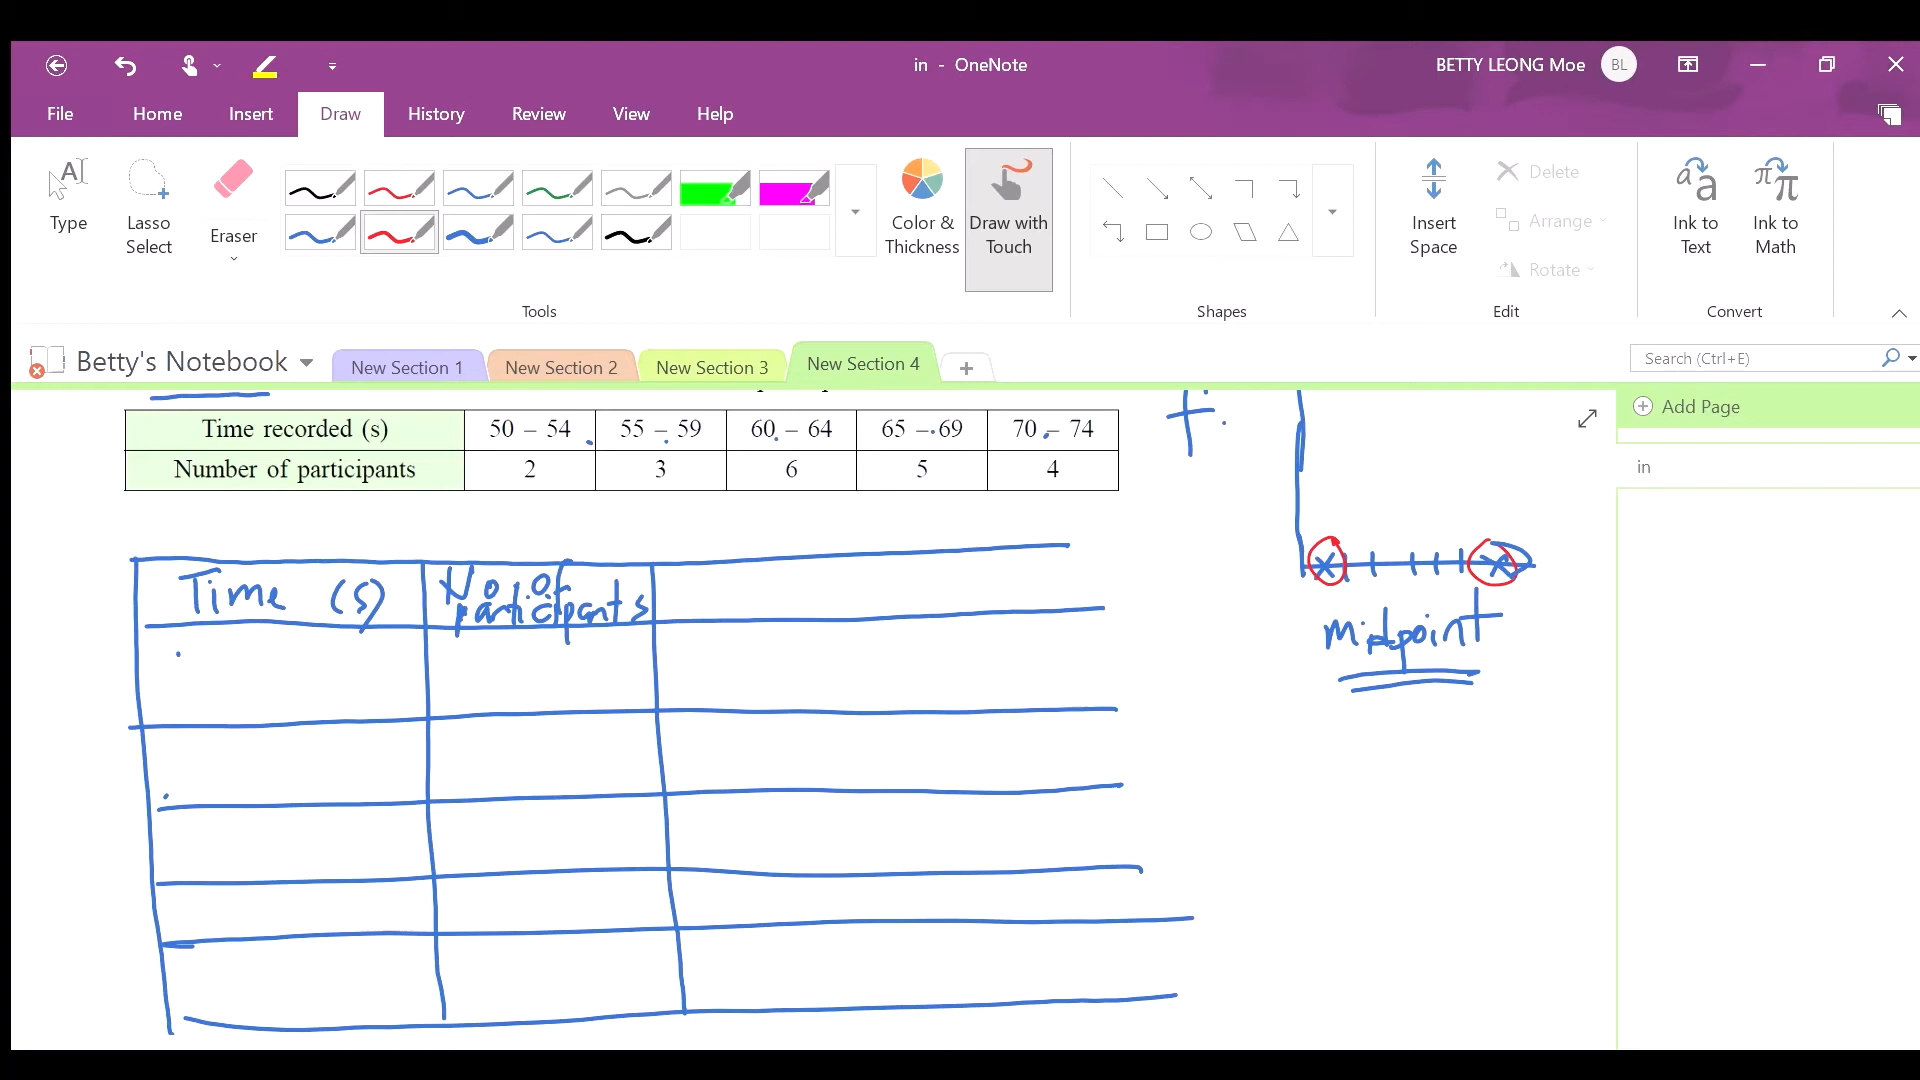 in - OneNote
BETTY LEONG Moe
BL
File Home Insert Draw History Review View Help
Type
Lasso Select
Eraser
Color & Thickness
Draw with Touch
Insert Space
Delete
Arrange
Rotate
Ink to Text
Ink to Math
Tools
Shapes
Edit
Convert
Betty's Notebook
New Section 1
New Section 2
New Section 3
New Section 4
Search (Ctrl+E)
Add Page
in
Time recorded (s) 50 – 54 55 – 59 60 – 64 65 – 69 70 – 74
Number of participants 2 3 6 5 4
f
Time (s)
No. of
participants
midpoint